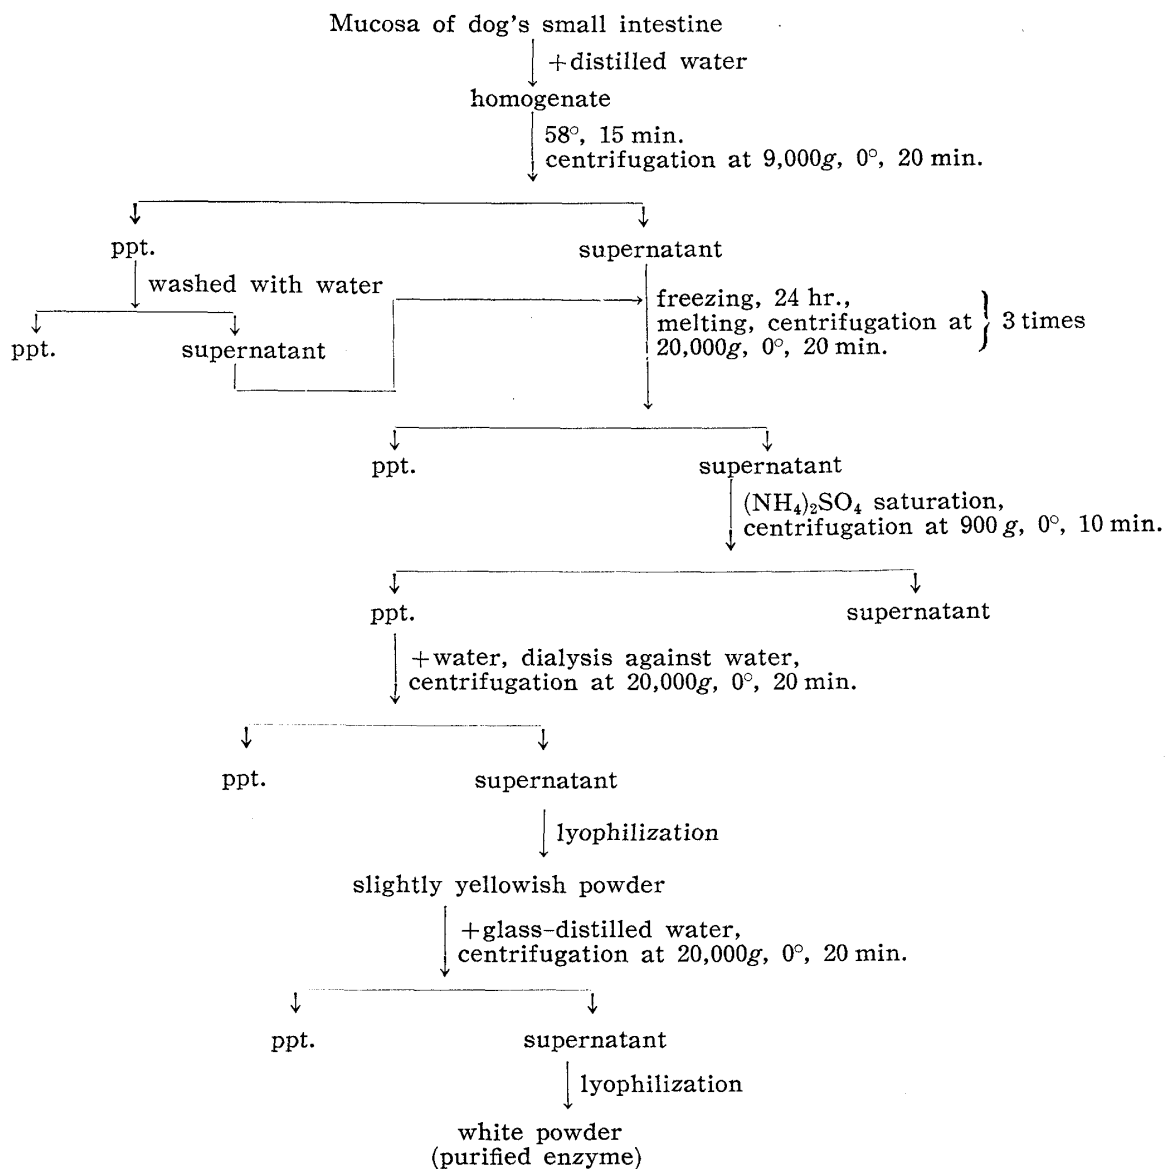 Mucosa of dog's small intestine
+distilled water
homogenate
58°, 15 min.
centrifugation at 9,000g, 0°, 20 min.
ppt.
supernatant
washed with water
ppt.
supernatant
freezing, 24 hr.,
melting, centrifugation at
20,000g, 0°, 20 min.
3 times
ppt.
supernatant
(NH₄)₂SO₄ saturation,
centrifugation at 900 g, 0°, 10 min.
ppt.
supernatant
+water, dialysis against water,
centrifugation at 20,000g, 0°, 20 min.
ppt.
supernatant
lyophilization
slightly yellowish powder
+glass-distilled water,
centrifugation at 20,000g, 0°, 20 min.
ppt.
supernatant
lyophilization
white powder
(purified enzyme)